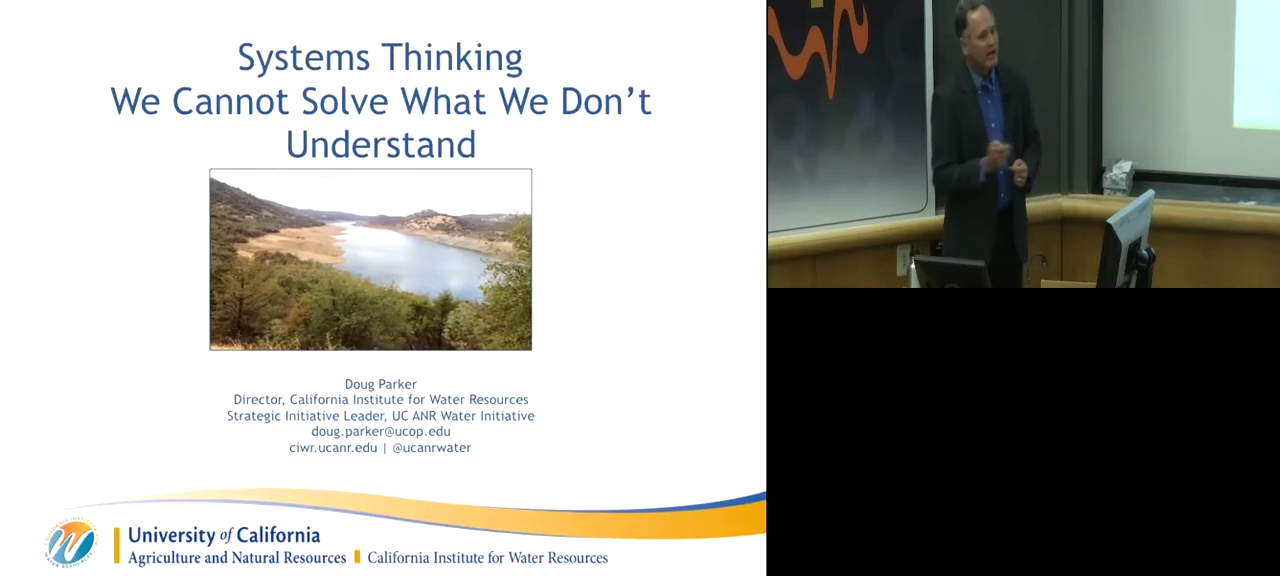 Systems Thinking
We Cannot Solve What We Don’t
Understand
Doug Parker
Director, California Institute for Water Resources
Strategic Initiative Leader, UC ANR Water Initiative
doug.parker@ucop.edu
ciwr.ucanr.edu | @ucanrwater
University of California
Agriculture and Natural Resources | California Institute for Water Resources